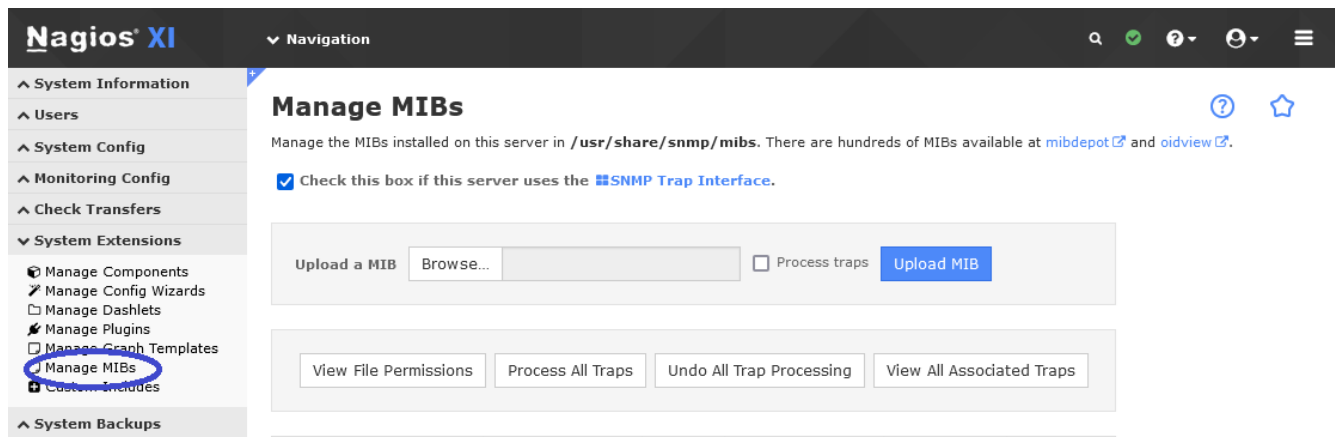 Nagios® XI
Navigation
System Information
Users
System Config
Monitoring Config
Check Transfers
System Extensions
Manage Components
Manage Config Wizards
Manage Dashlets
Manage Plugins
Manage Graph Templates
Manage MIBs
Custom Includes
System Backups
Manage MIBs
Manage the MIBs installed on this server in /usr/share/snmp/mibs. There are hundreds of MIBs available at mibdepot and oidview.
Check this box if this server uses the SNMP Trap Interface.
Upload a MIB Browse... Process traps Upload MIB
View File Permissions Process All Traps Undo All Trap Processing View All Associated Traps